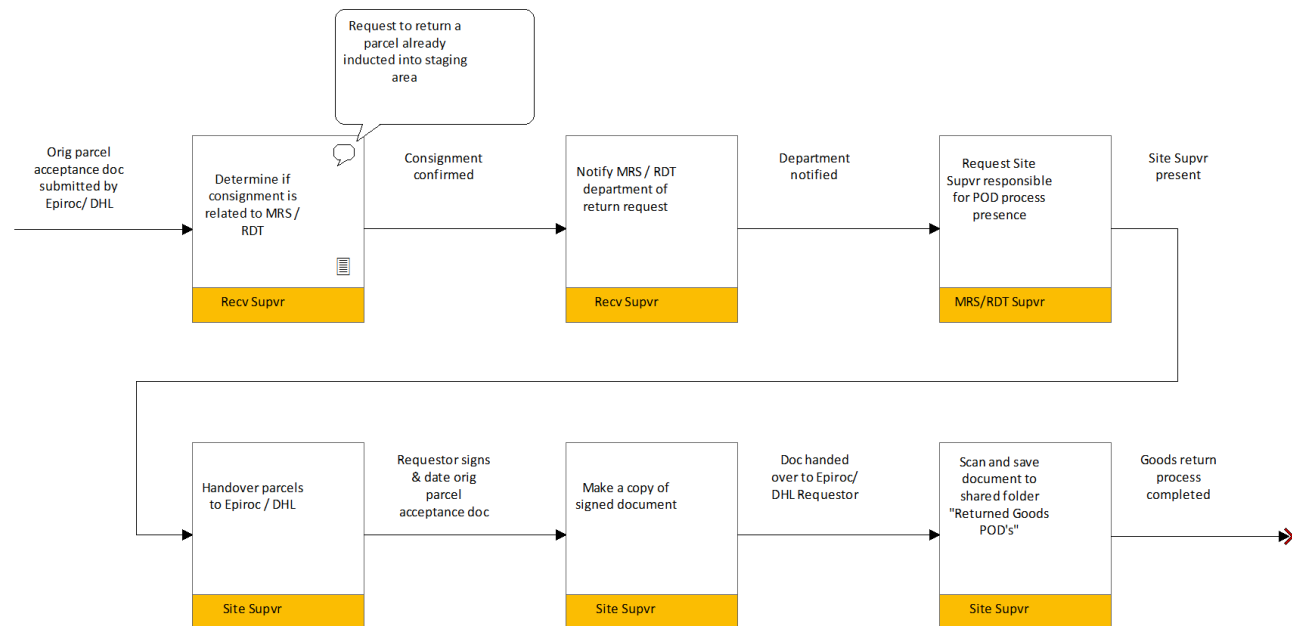 Request to return a
parcel already
inducted into staging
area
Orig parcel
acceptance doc
submitted by
Epiroc/ DHL
Determine if
consignment is
related to MRS /
RDT
Recv Supvr
Consignment
confirmed
Notify MRS / RDT
department of
return request
Recv Supvr
Department
notified
Request Site
Supvr responsible
for POD process
presence
MRS/RDT Supvr
Site Supvr
present
Handover parcels
to Epiroc / DHL
Site Supvr
Requestor signs
& date orig
parcel
acceptance doc
Make a copy of
signed document
Site Supvr
Doc handed
over to Epiroc/
DHL Requestor
Scan and save
document to
shared folder
"Returned Goods
POD's"
Site Supvr
Goods return
process
completed